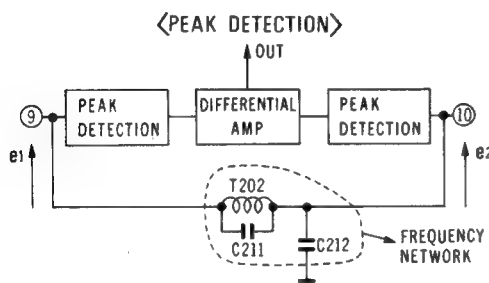 〈PEAK DETECTION〉
OUT
9
PEAK
DETECTION
DIFFERENTIAL
AMP
PEAK
DETECTION
10
e1
e2
T202
C211
C212
FREQUENCY
NETWORK